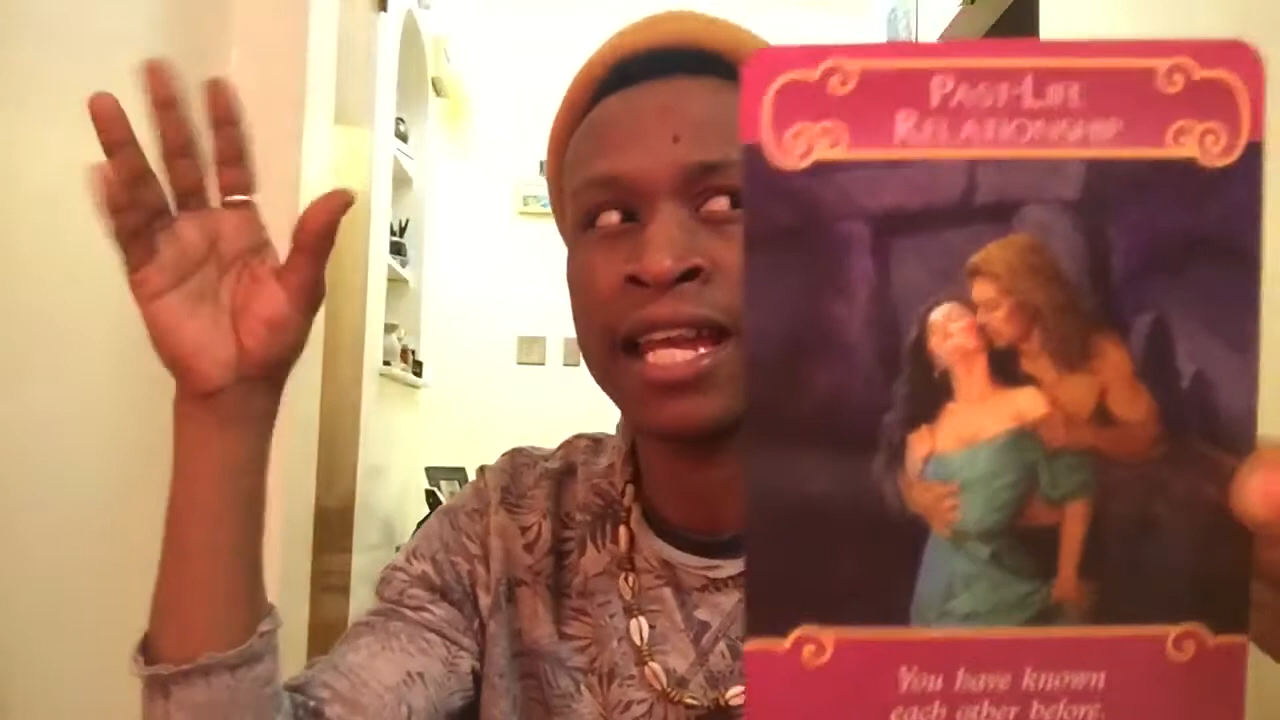 PAST-LIFE
RELATIONSHIP
You have known
each other before.